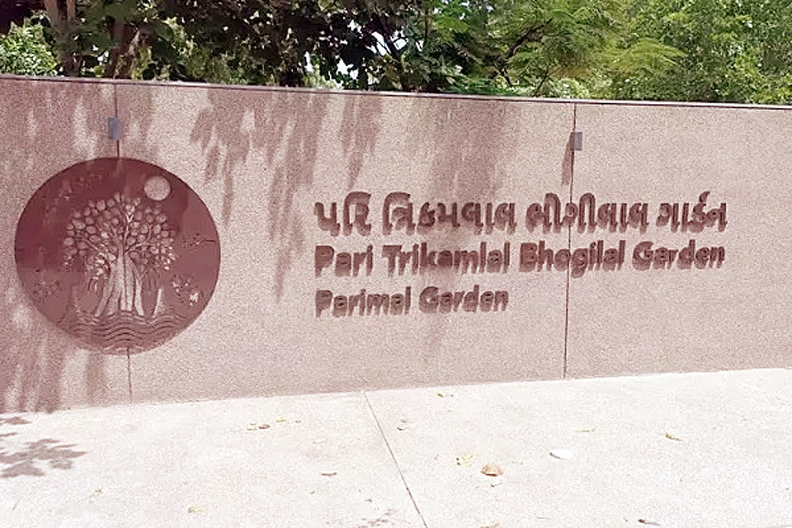 પરિ ત્રિકમલાલ ભોગીલાલ ગાર્ડન
Pari Trikamlal Bhogilal Garden
Parimal Garden